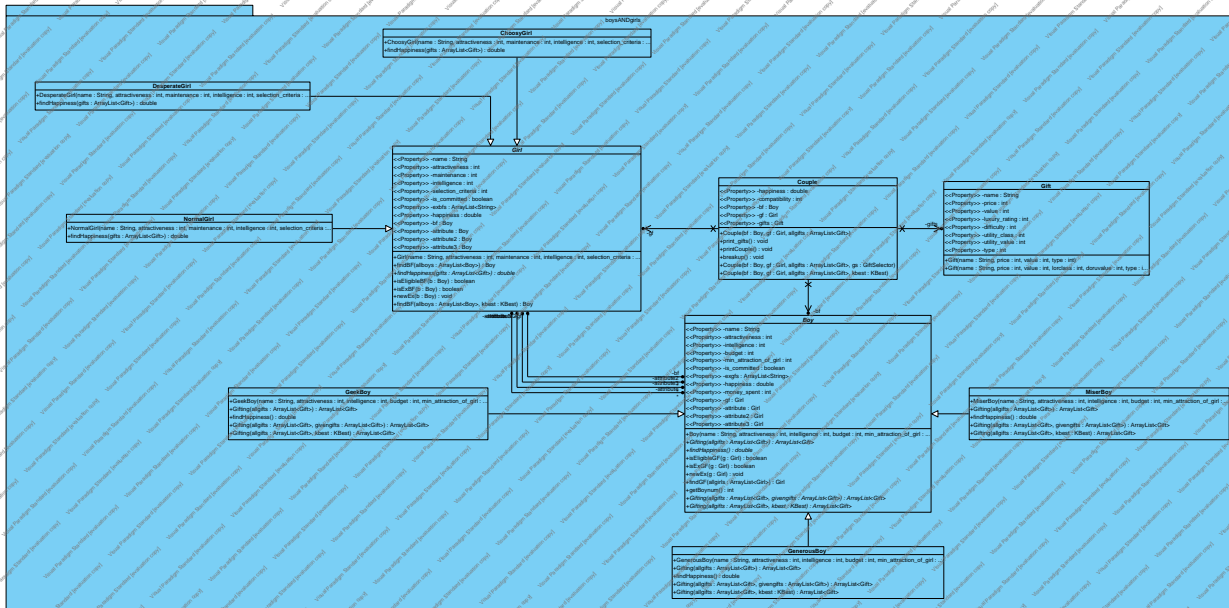 boysANDgirls
ChoosyGirl
+ChoosyGirl(name : String, attractiveness : int, maintenance : int, intelligence : int, selection_criteria : ...
+findHappiness(gifts : ArrayList<Gift>) : double
DesperateGirl
+DesperateGirl(name : String, attractiveness : int, maintenance : int, intelligence : int, selection_criteria : ...
+findHappiness(gifts : ArrayList<Gift>) : double
Girl
<<Property>> -name : String
<<Property>> -attractiveness : int
<<Property>> -maintenance : int
<<Property>> -intelligence : int
<<Property>> -selection_criteria : int
<<Property>> -is_committed : boolean
<<Property>> -exbfs : ArrayList<String>
<<Property>> -happiness : double
<<Property>> -bf : Boy
<<Property>> -attribute : Boy
<<Property>> -attribute2 : Boy
<<Property>> -attribute3 : Boy
+Girl(name : String, attractiveness : int, maintenance : int, intelligence : int, selection_criteria : ...
+findBF(allboys : ArrayList<Boy>) : Boy
+findHappiness(gifts : ArrayList<Gift>) : double
+isEligibleBF(b : Boy) : boolean
+isExBF(b : Boy) : boolean
+newEx(b : Boy) : void
+findBF(allboys : ArrayList<Boy>, kbest : KBest) : Boy
NormalGirl
+NormalGirl(name : String, attractiveness : int, maintenance : int, intelligence : int, selection_criteria : ...
+findHappiness(gifts : ArrayList<Gift>) : double
Couple
<<Property>> -happiness : double
<<Property>> -compatibility : int
<<Property>> -bf : Boy
<<Property>> -gf : Girl
<<Property>> -gifts : Gift
+Couple(bf : Boy, gf : Girl, allgifts : ArrayList<Gift>)
+print_gifts() : void
+printCouple() : void
+breakup() : void
+Couple(bf : Boy, gf : Girl, allgifts : ArrayList<Gift>, gs : GiftSelector)
+Couple(bf : Boy, gf : Girl, allgifts : ArrayList<Gift>, kbest : KBest)
-gf
-gifts
Gift
<<Property>> -name : String
<<Property>> -price : int
<<Property>> -value : int
<<Property>> -luxury_rating : int
<<Property>> -difficulty : int
<<Property>> -utility_class : int
<<Property>> -utility_value : int
<<Property>> -type : int
+Gift(name : String, price : int, value : int, type : int)
+Gift(name : String, price : int, value : int, lorclass : int, doruvalue : int, type : i...
-bf
Boy
<<Property>> -name : String
<<Property>> -attractiveness : int
<<Property>> -intelligence : int
<<Property>> -budget : int
<<Property>> -min_attraction_of_girl : int
<<Property>> -is_committed : boolean
<<Property>> -exgfs : ArrayList<String>
<<Property>> -happiness : double
<<Property>> -money_spent : int
<<Property>> -gf : Girl
<<Property>> -attribute : Girl
<<Property>> -attribute2 : Girl
<<Property>> -attribute3 : Girl
+Boy(name : String, attractiveness : int, intelligence : int, budget : int, min_attraction_of_girl : ...
+Gifting(allgifts : ArrayList<Gift>) : ArrayList<Gift>
+findHappiness() : double
+isEligibleGF(g : Girl) : boolean
+isExGF(g : Girl) : boolean
+newEx(g : Girl) : void
+findGF(allgirls : ArrayList<Girl>) : Girl
+getBoynum() : int
+Gifting(allgifts : ArrayList<Gift>, givengifts : ArrayList<Gift>) : ArrayList<Gift>
+Gifting(allgifts : ArrayList<Gift>, kbest : KBest) : ArrayList<Gift>
-bf
-attribute2
-attribute3
-attribute
GeekBoy
+GeekBoy(name : String, attractiveness : int, intelligence : int, budget : int, min_attraction_of_girl : ...
+Gifting(allgifts : ArrayList<Gift>) : ArrayList<Gift>
+findHappiness() : double
+Gifting(allgifts : ArrayList<Gift>, givengifts : ArrayList<Gift>) : ArrayList<Gift>
+Gifting(allgifts : ArrayList<Gift>, kbest : KBest) : ArrayList<Gift>
MiserBoy
+MiserBoy(name : String, attractiveness : int, intelligence : int, budget : int, min_attraction_of_girl : ...
+Gifting(allgifts : ArrayList<Gift>) : ArrayList<Gift>
+findHappiness() : double
+Gifting(allgifts : ArrayList<Gift>, givengifts : ArrayList<Gift>) : ArrayList<Gift>
+Gifting(allgifts : ArrayList<Gift>, kbest : KBest) : ArrayList<Gift>
GenerousBoy
+GenerousBoy(name : String, attractiveness : int, intelligence : int, budget : int, min_attraction_of_girl : ...
+Gifting(allgifts : ArrayList<Gift>) : ArrayList<Gift>
+findHappiness() : double
+Gifting(allgifts : ArrayList<Gift>, givengifts : ArrayList<Gift>) : ArrayList<Gift>
+Gifting(allgifts : ArrayList<Gift>, kbest : KBest) : ArrayList<Gift>
Visual Paradigm Standard [evaluation copy]